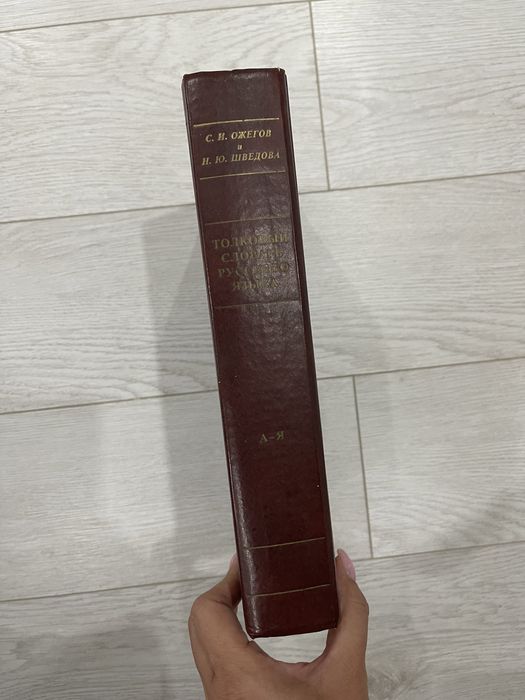 С. И. ОЖЕГОВ
и
Н. Ю. ШВЕДОВА
ТОЛКОВЫЙ
СЛОВАРЬ
РУССКОГО
ЯЗЫКА
А–Я